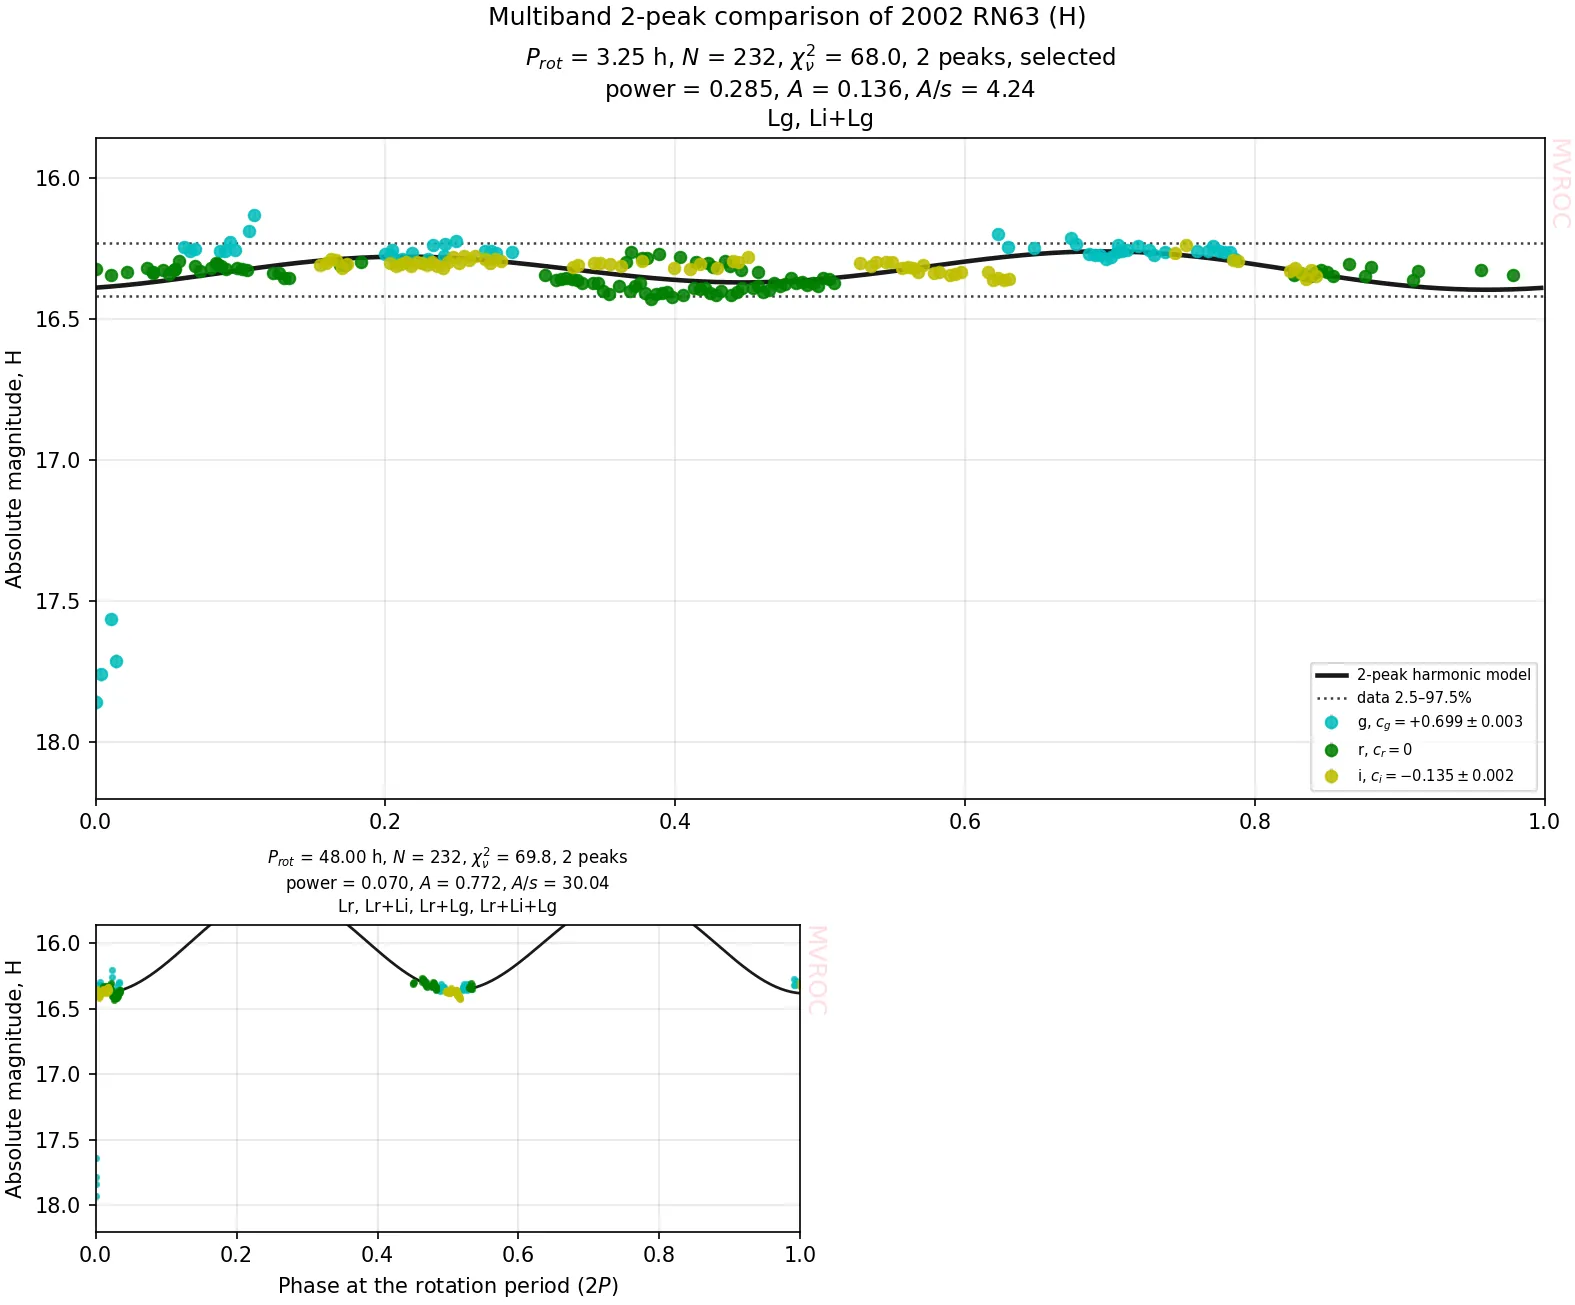 Multiband 2-peak comparison of 2002 RN63 (H)
P_rot = 3.25 h, N = 232, χ²_ν = 68.0, 2 peaks, selected
power = 0.285, A = 0.136, A/s = 4.24
Lg, Li+Lg
MVROC
16.0
16.5
17.0
17.5
18.0
Absolute magnitude, H
2-peak harmonic model
data 2.5–97.5%
g, c_g = +0.699 ± 0.003
r, c_r = 0
i, c_i = −0.135 ± 0.002
0.0 0.2 0.4 0.6 0.8 1.0
P_rot = 48.00 h, N = 232, χ²_ν = 69.8, 2 peaks
power = 0.070, A = 0.772, A/s = 30.04
Lr, Lr+Li, Lr+Lg, Lr+Li+Lg
MVROC
16.0
16.5
17.0
17.5
18.0
Absolute magnitude, H
0.0 0.2 0.4 0.6 0.8 1.0
Phase at the rotation period (2P)